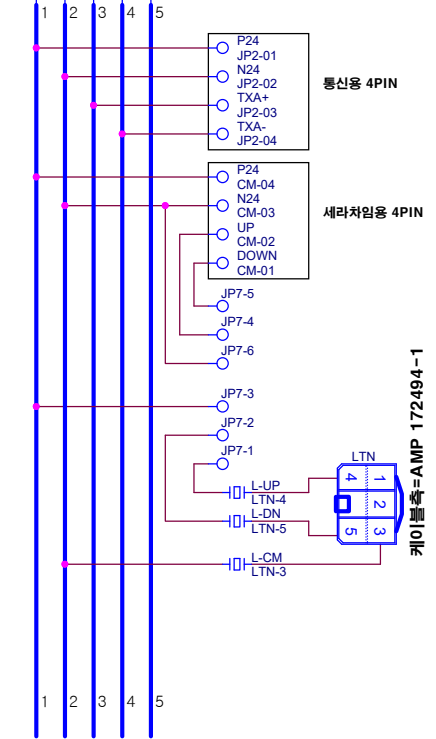 1 2 3 4 5
P24
JP2-01
N24
JP2-02
TXA+
JP2-03
TXA-
JP2-04
통신용 4PIN
P24
CM-04
N24
CM-03
UP
CM-02
DOWN
CM-01
세라차임용 4PIN
JP7-5
JP7-4
JP7-6
JP7-3
JP7-2
JP7-1
L-UP
LTN-4
L-DN
LTN-5
L-CM
LTN-3
LTN
4 1
2
5 3
케이블측=AMP 172494-1
1 2 3 4 5